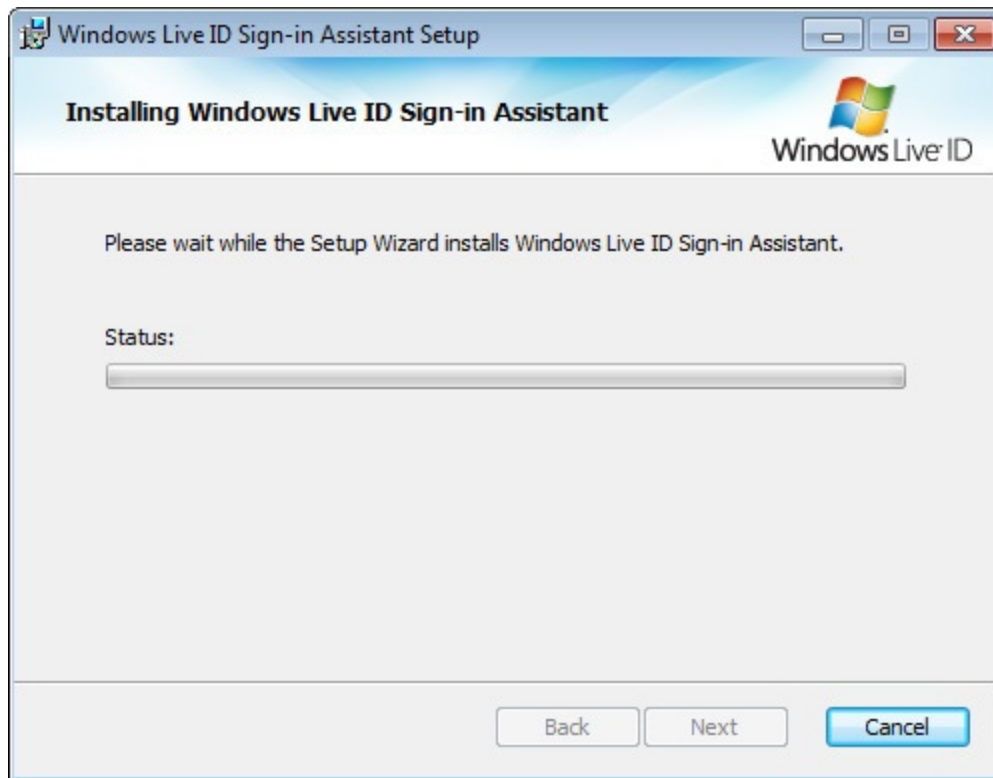 Windows Live ID Sign-in Assistant Setup
Installing Windows Live ID Sign-in Assistant
Windows Live ID
Please wait while the Setup Wizard installs Windows Live ID Sign-in Assistant.
Status:
Back Next Cancel